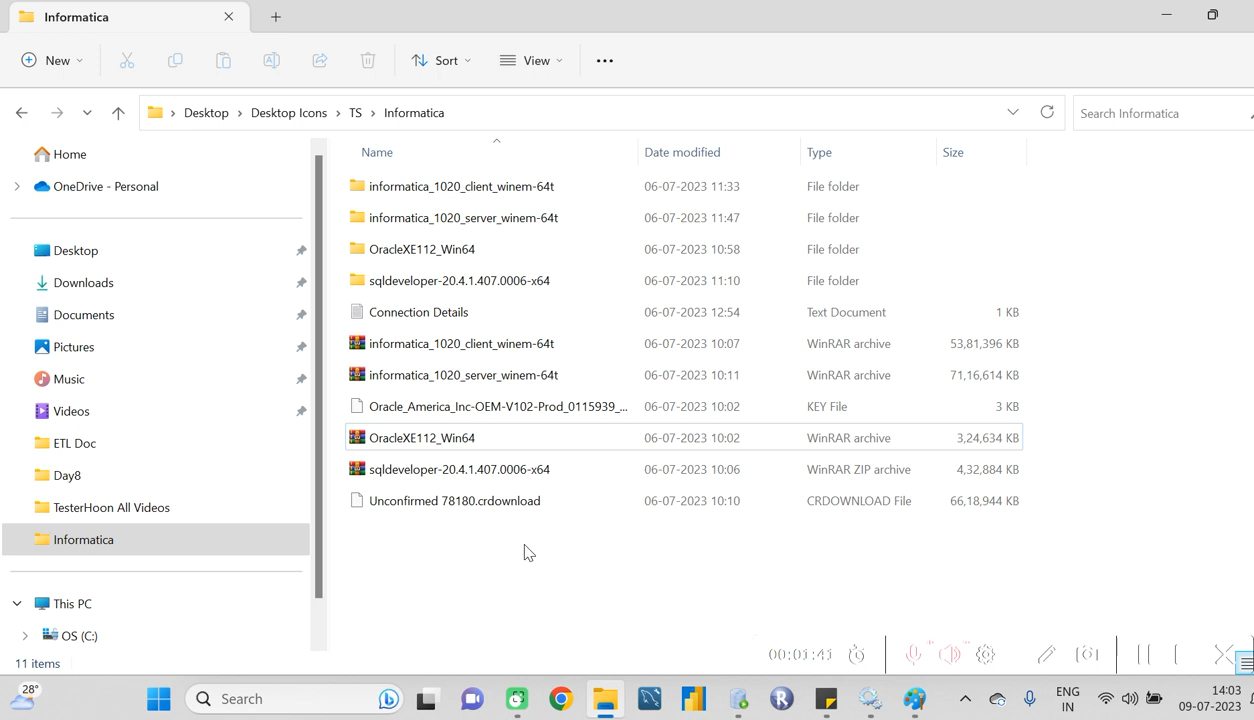 Informatica
New
Sort
View
Desktop
Desktop Icons
TS
Informatica
Search Informatica
Home
OneDrive - Personal
Desktop
Downloads
Documents
Pictures
Music
Videos
ETL Doc
Day8
TesterHoon All Videos
Informatica
This PC
OS (C:)
11 items
Name Date modified Type Size
informatica_1020_client_winem-64t 06-07-2023 11:33 File folder
informatica_1020_server_winem-64t 06-07-2023 11:47 File folder
OracleXE112_Win64 06-07-2023 10:58 File folder
sqldeveloper-20.4.1.407.0006-x64 06-07-2023 11:10 File folder
Connection Details 06-07-2023 12:54 Text Document 1 KB
informatica_1020_client_winem-64t 06-07-2023 10:07 WinRAR archive 53,81,396 KB
informatica_1020_server_winem-64t 06-07-2023 10:11 WinRAR archive 71,16,614 KB
Oracle_America_Inc-OEM-V102-Prod_0115939_... 06-07-2023 10:02 KEY File 3 KB
OracleXE112_Win64 06-07-2023 10:02 WinRAR archive 3,24,634 KB
sqldeveloper-20.4.1.407.0006-x64 06-07-2023 10:06 WinRAR ZIP archive 4,32,884 KB
Unconfirmed 78180.crdownload 06-07-2023 10:10 CRDOWNLOAD File 66,18,944 KB
00:01:41
28°
Search
ENG
IN
14:03
09-07-2023